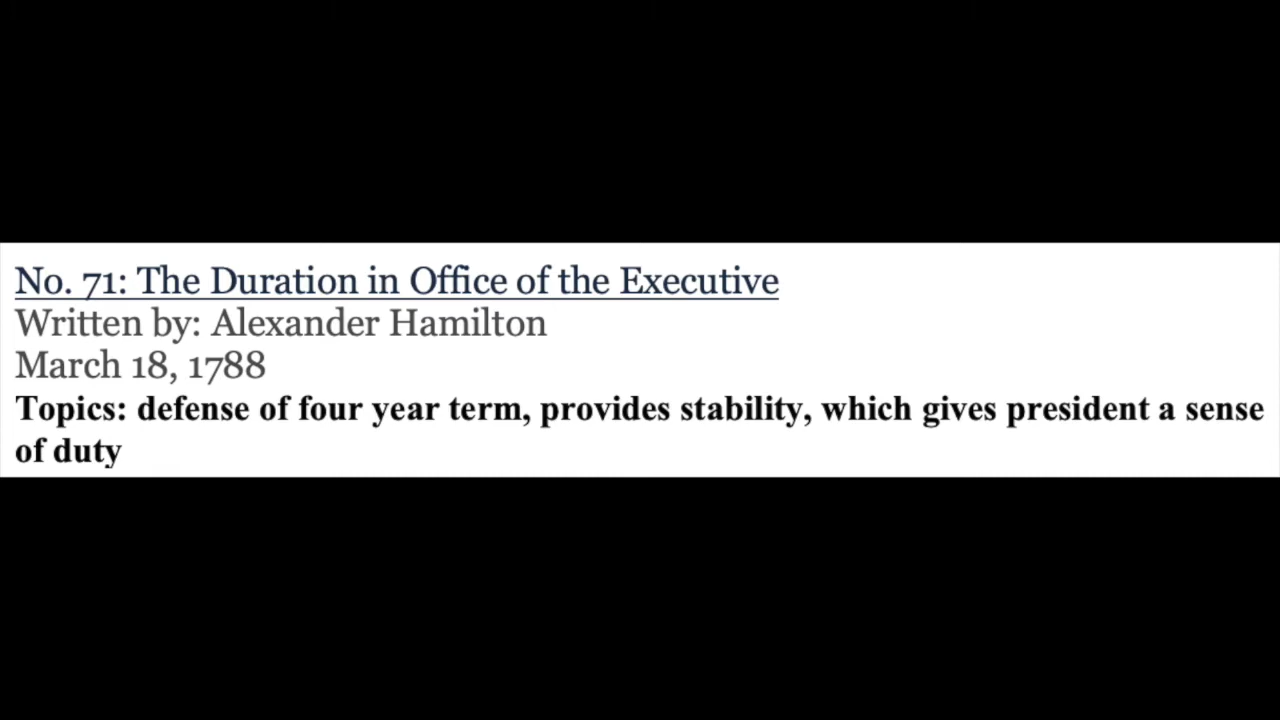 No. 71: The Duration in Office of the Executive
Written by: Alexander Hamilton
March 18, 1788
Topics: defense of four year term, provides stability, which gives president a sense
of duty